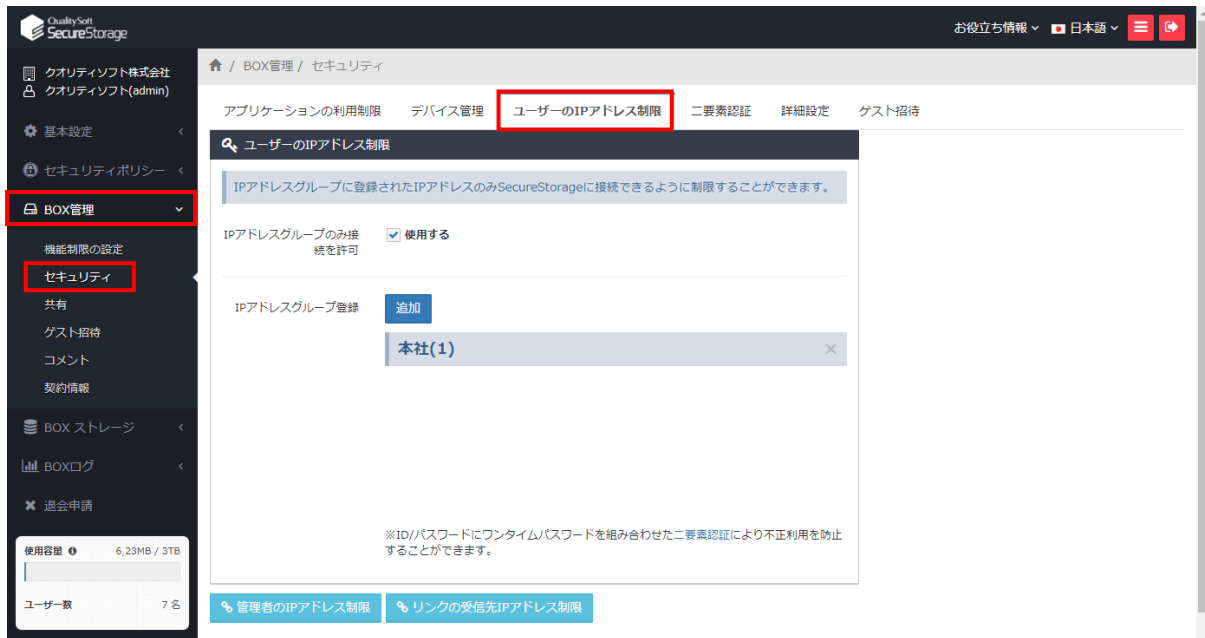 QualitySoft
SecureStorage
お役立ち情報
日本語
クオリティソフト株式会社
クオリティソフト(admin)
基本設定
セキュリティポリシー
BOX管理
機能制限の設定
セキュリティ
共有
ゲスト招待
コメント
契約情報
BOX ストレージ
BOXログ
退会申請
使用容量 6,23MB / 3TB
ユーザー数 7 名
/ BOX管理 / セキュリティ
アプリケーションの利用制限 デバイス管理 ユーザーのIPアドレス制限 二要素認証 詳細設定 ゲスト招待
ユーザーのIPアドレス制限
IPアドレスグループに登録されたIPアドレスのみSecureStorageに接続できるように制限することができます。
IPアドレスグループのみ接
続を許可
使用する
IPアドレスグループ登録
追加
本社(1) ×
※ID/パスワードにワンタイムパスワードを組み合わせた二要素認証により不正利用を防止
することができます。
管理者のIPアドレス制限 リンクの受信先IPアドレス制限